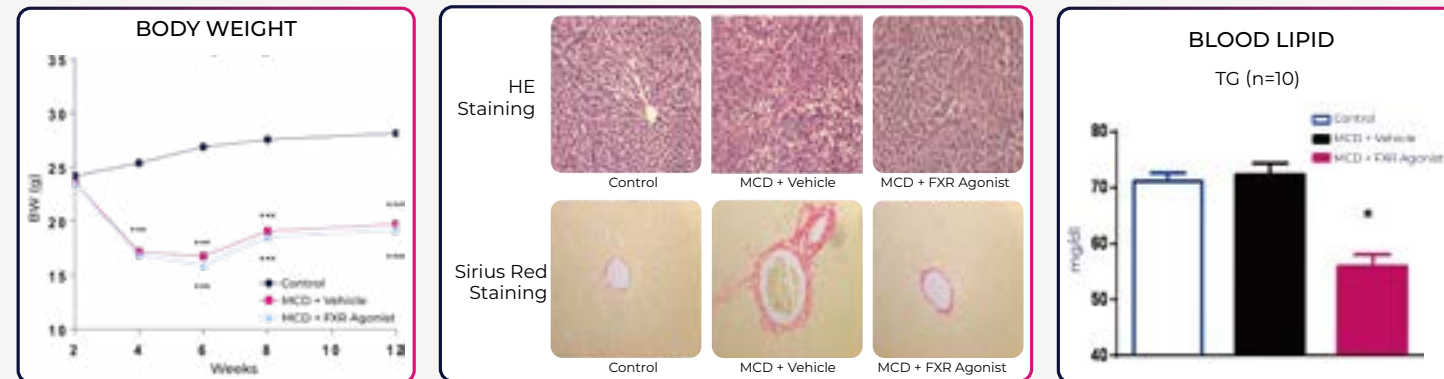 BODY WEIGHT
35
30
25
20
15
10
BW (g)
2
4
6
8
10
12
Weeks
***
***
***
***
***
Control
MCD + Vehicle
MCD + FXR Agonist
HE
Staining
Control
MCD + Vehicle
MCD + FXR Agonist
Sirius Red
Staining
Control
MCD + Vehicle
MCD + FXR Agonist
BLOOD LIPID
TG (n=10)
80
70
60
50
40
mg/dl
Control
MCD + Vehicle
MCD + FXR Agonist
*